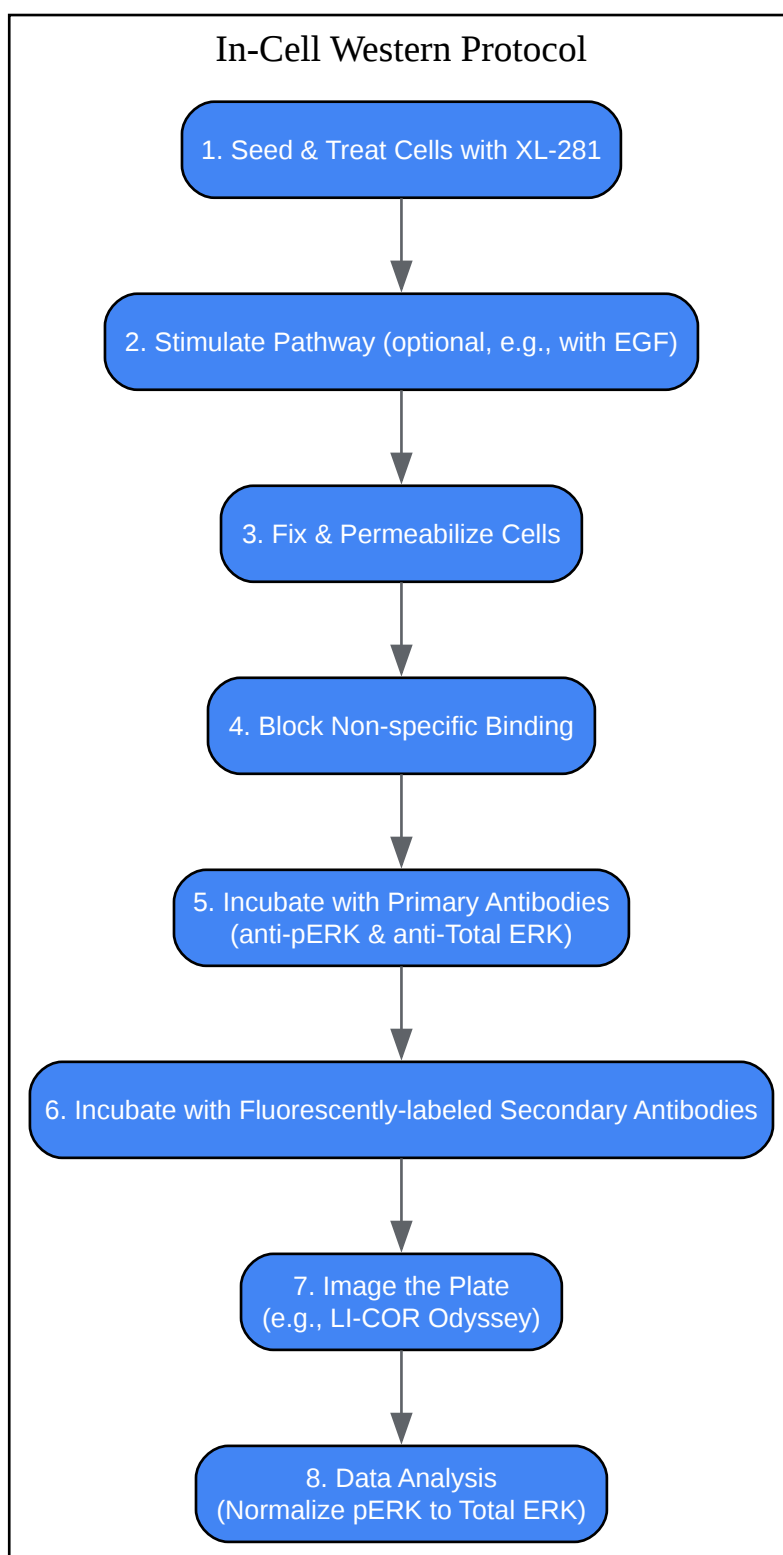 In-Cell Western Protocol
1. Seed & Treat Cells with XL-281
2. Stimulate Pathway (optional, e.g., with EGF)
3. Fix & Permeabilize Cells
4. Block Non-specific Binding
5. Incubate with Primary Antibodies
(anti-pERK & anti-Total ERK)
6. Incubate with Fluorescently-labeled Secondary Antibodies
7. Image the Plate
(e.g., LI-COR Odyssey)
8. Data Analysis
(Normalize pERK to Total ERK)